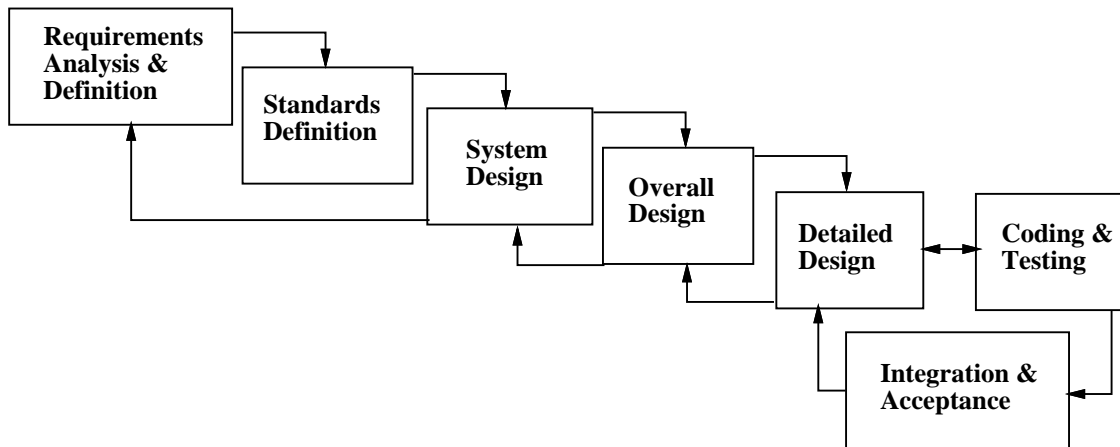 Requirements
Analysis &
Definition
Standards
Definition
System
Design
Overall
Design
Detailed
Design
Coding &
Testing
Integration &
Acceptance